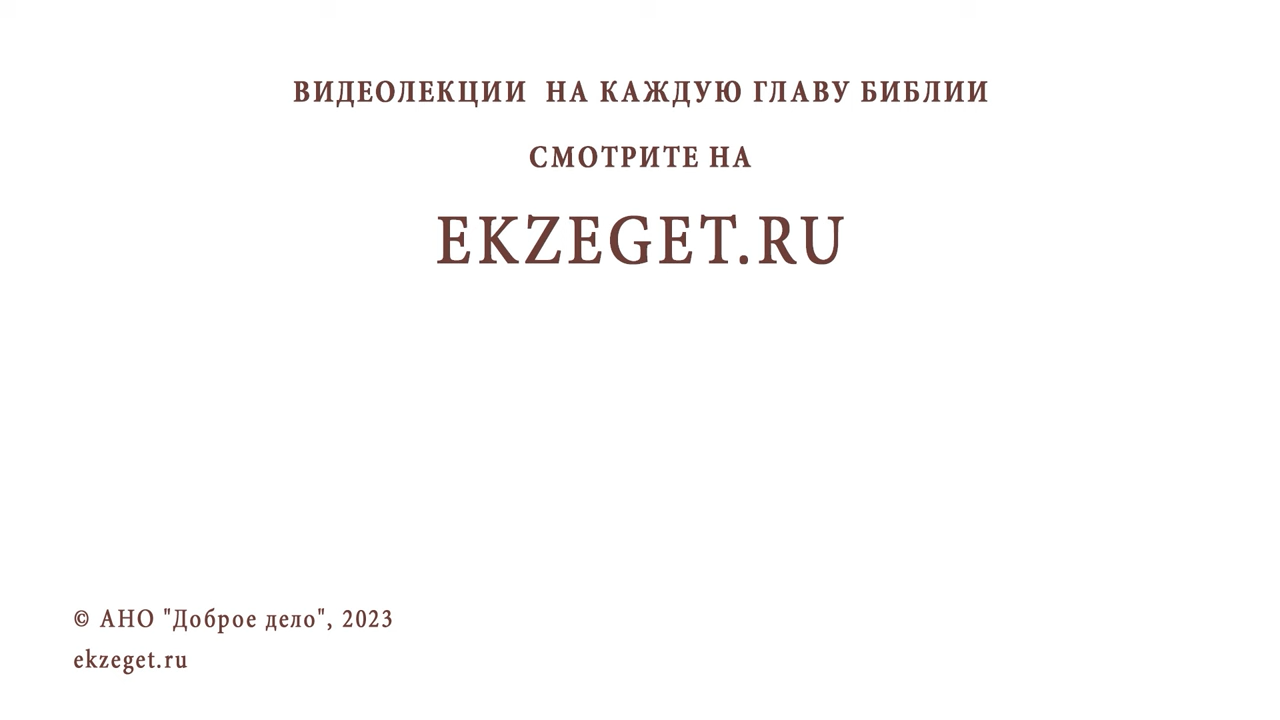 ВИДЕОЛЕКЦИИ НА КАЖДУЮ ГЛАВУ БИБЛИИ
СМОТРИТЕ НА
EKZEGET.RU
© АНО "Доброе дело", 2023
ekzeget.ru